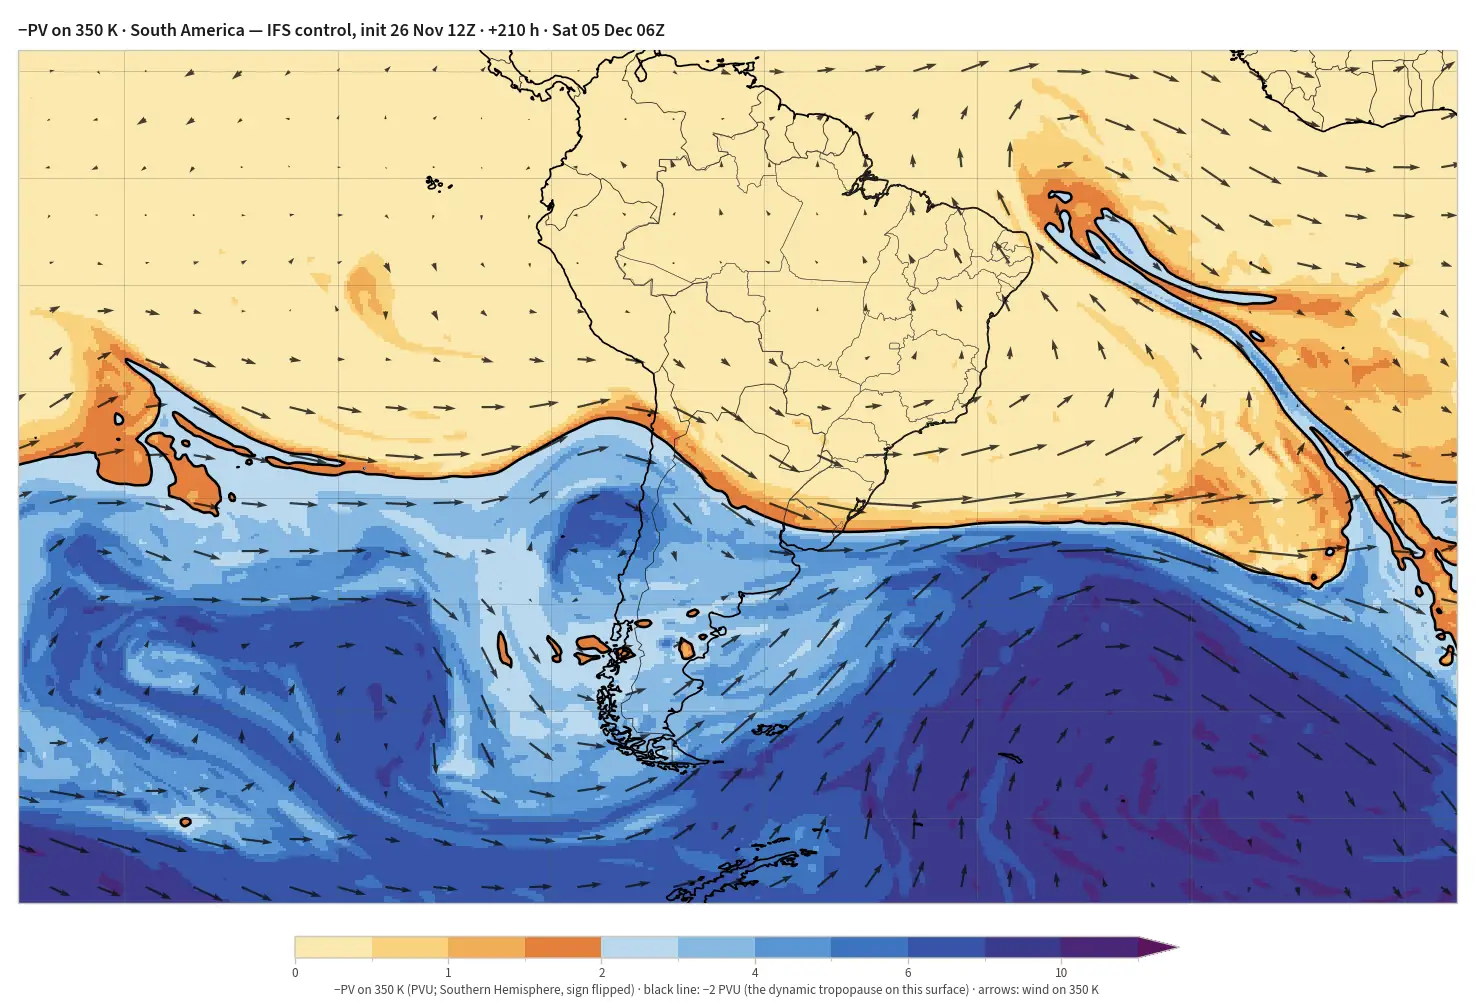 −PV on 350 K · South America — IFS control, init 26 Nov 12Z · +210 h · Sat 05 Dec 06Z
0 1 2 4 6 10
−PV on 350 K (PVU; Southern Hemisphere, sign flipped) · black line: −2 PVU (the dynamic tropopause on this surface) · arrows: wind on 350 K